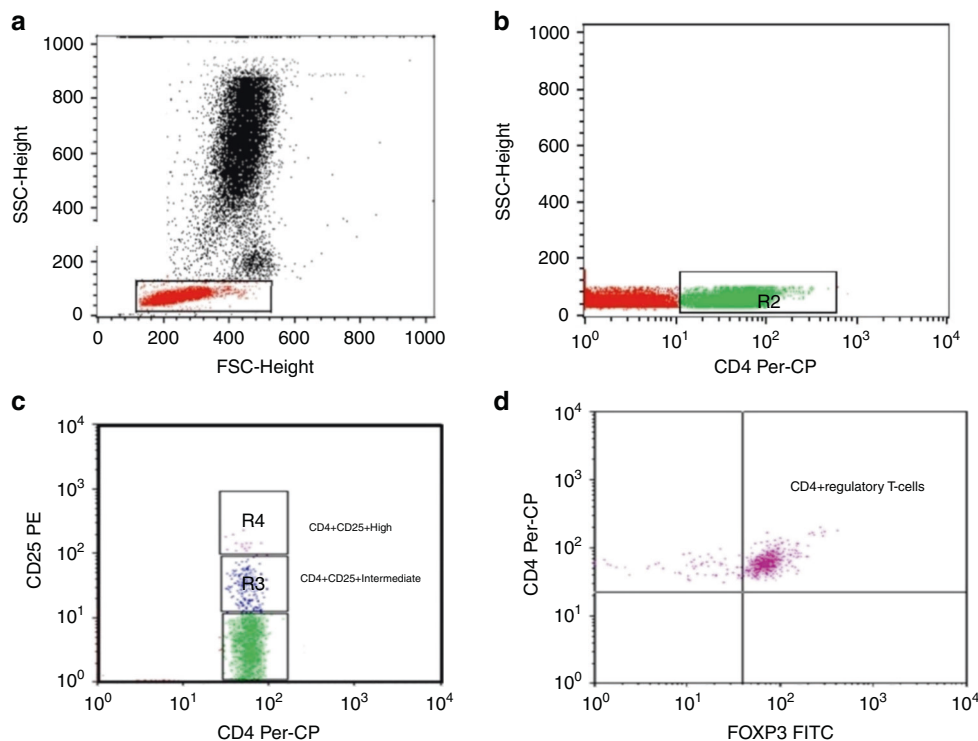 a
1000
800
600
400
200
0
SSC-Height
0 200 400 600 800 1000
FSC-Height
b
1000
800
600
400
200
0
SSC-Height
R2
10^0 10^1 10^2 10^3 10^4
CD4 Per-CP
c
10^4
10^3
10^2
10^1
10^0
CD25 PE
R4
CD4+CD25+High
R3
CD4+CD25+Intermediate
10^0 10^1 10^2 10^3 10^4
CD4 Per-CP
d
10^4
10^3
10^2
10^1
10^0
CD4 Per-CP
CD4+regulatory T-cells
10^0 10^1 10^2 10^3 10^4
FOXP3 FITC